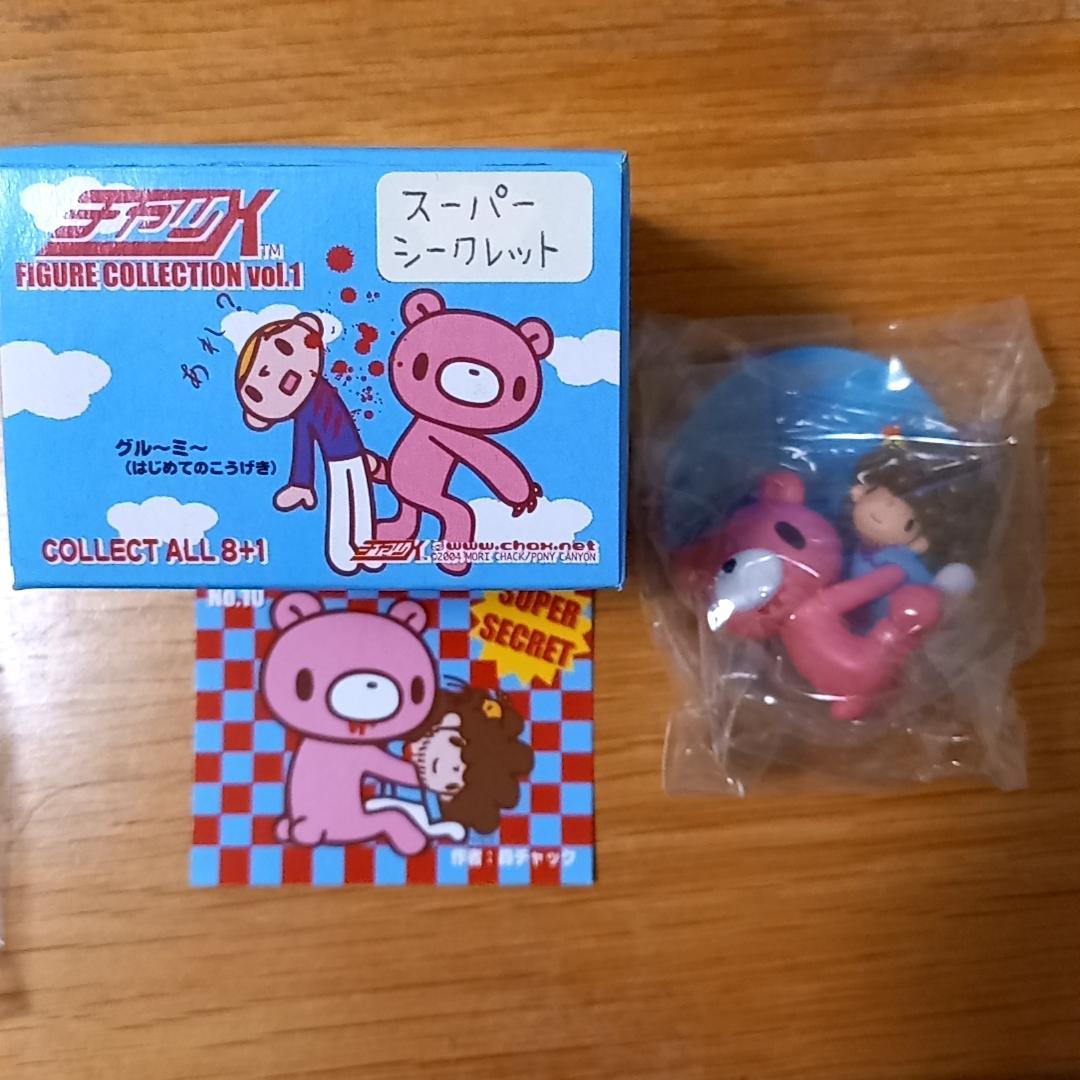 チャックス
TM
FIGURE COLLECTION vol.1
スーパー
シークレット
あれ?
グル〜ミ〜
(はじめてのこうげき)
COLLECT ALL 8+1
www.chax.net
©2004 MORI CHACK/PONY CANYON
NO.10
SUPER
SECRET
作者:森チャック